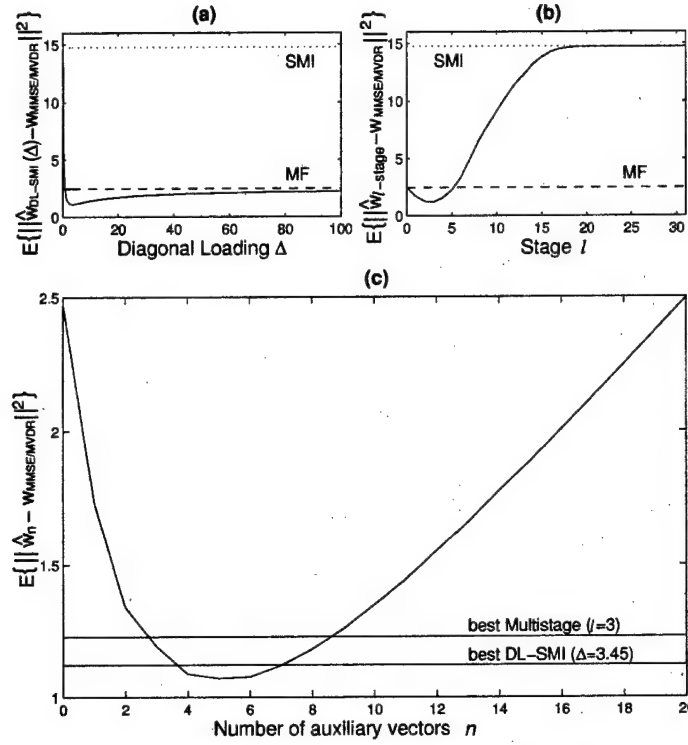 (a)
E{||ŵDL−SMI (Δ)−wMMSE/MVDR||²}
15
10
5
0
SMI
MF
0 20 40 60 80 100
Diagonal Loading Δ
(b)
E{||ŵl−stage−wMMSE/MVDR||²}
15
10
5
0
SMI
MF
0 5 10 15 20 25 30
Stage l
(c)
E{||ŵn − wMMSE/MVDR||²}
2.5
2
1.5
1
best Multistage (l=3)
best DL−SMI (Δ=3.45)
0 2 4 6 8 10 12 14 16 18 20
Number of auxiliary vectors n